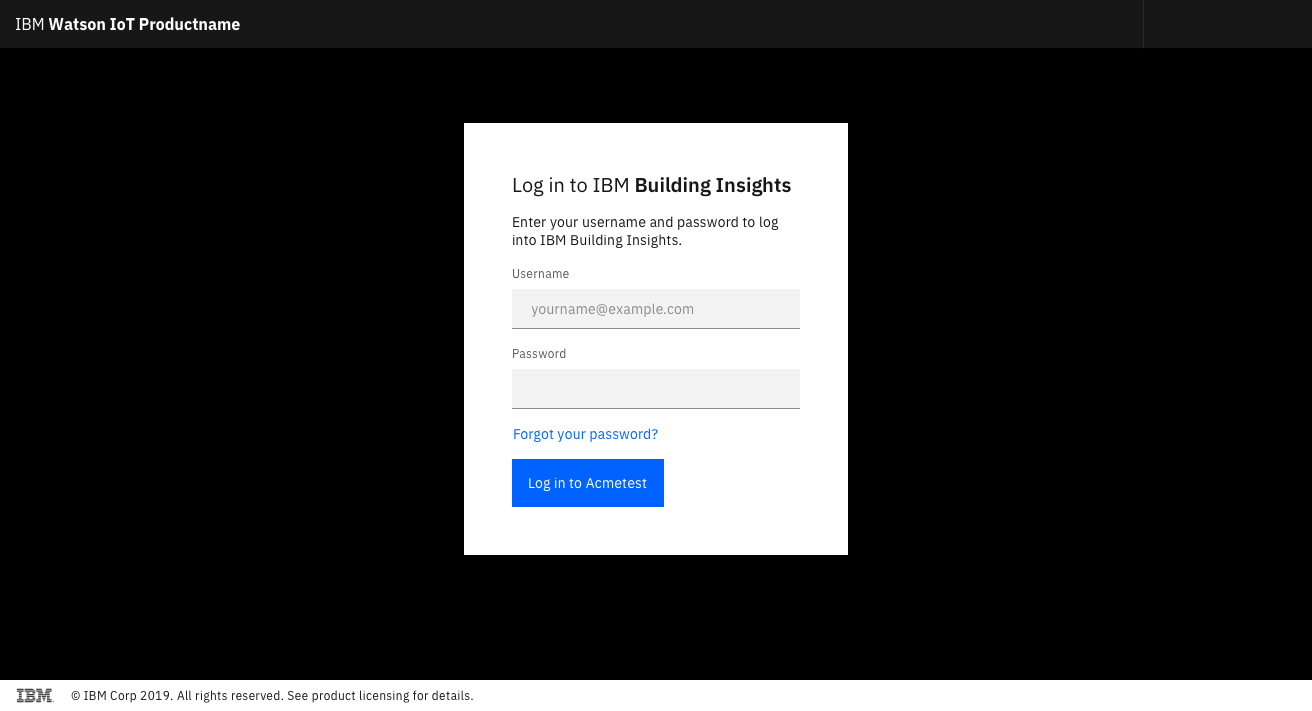 IBM Watson IoT Productname
Log in to IBM Building Insights
Enter your username and password to log
into IBM Building Insights.
Username
yourname@example.com
Password
Forgot your password?
Log in to Acmetest
IBM © IBM Corp 2019. All rights reserved. See product licensing for details.